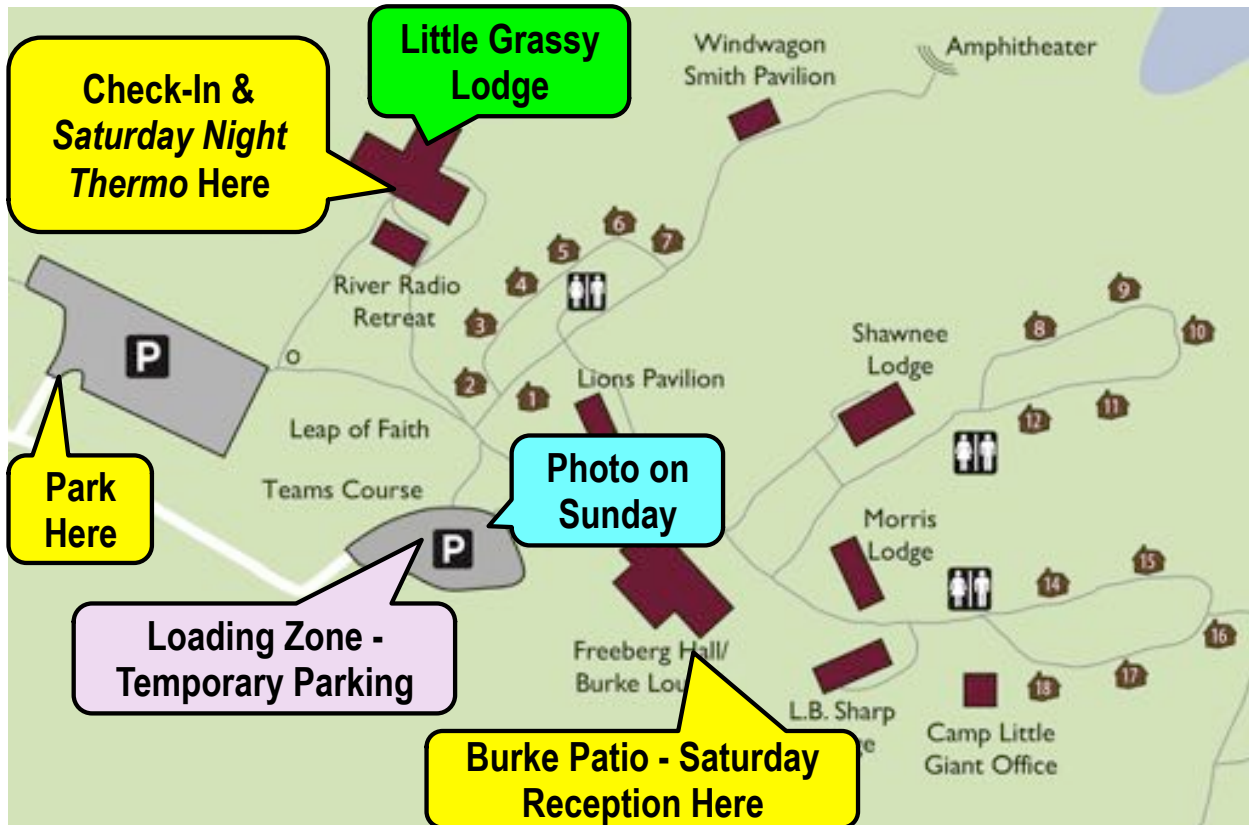 Little Grassy
Lodge
Check-In &
Saturday Night
Thermo Here
Windwagon
Smith Pavilion
Amphitheater
River Radio
Retreat
P
1
2
3
4
5
6
7
Lions Pavilion
Shawnee
Lodge
8
9
10
11
12
Leap of Faith
Teams Course
Park
Here
Photo on
Sunday
P
Loading Zone -
Temporary Parking
Morris
Lodge
14
15
16
17
18
Freeberg Hall/
Burke Lou
L.B. Sharp
Camp Little
Giant Office
Burke Patio - Saturday
Reception Here